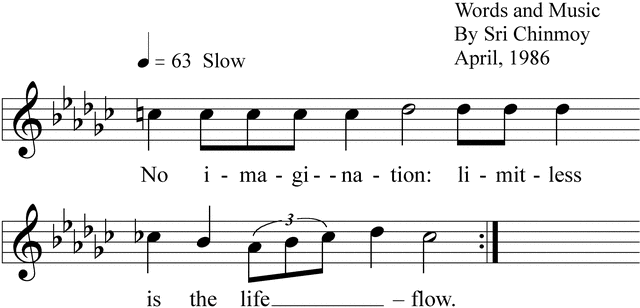 Words and Music
By Sri Chinmoy
April, 1986
= 63 Slow
No i - ma - gi - - na - tion: li - mit - less
3
is the life – flow.